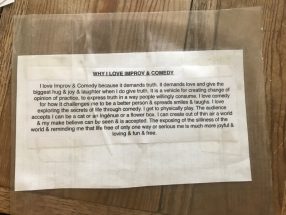 WHY I LOVE IMPROV & COMEDY
I love Improv & Comedy because it demands truth. It demands love and give the
biggest hug & joy & laughter when I do give truth. It is a vehicle for creating change of
opinion of practice, to express truth in a way people willingly consume. I love comedy
for how it challenges me to be a better person & spreads smiles & laughs. I love
exploring the secrets of life through comedy. I get to physically play. The audience
accepts I can be a cat or an Ingénue or a flower box. I can create out of thin air a world
& my make believe can be seen & is accepted. The exposing of the silliness of the
world & reminding me that life free of only one way or serious me is much more joyful &
loving & fun & free.